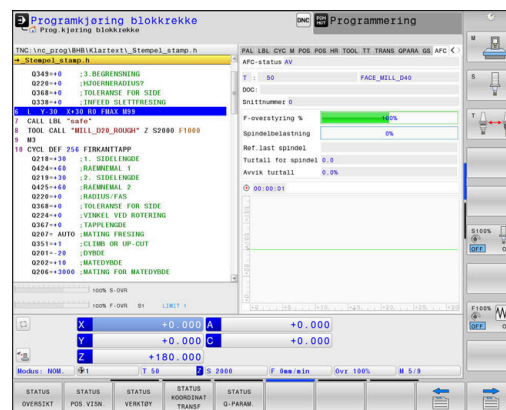 Programkjøring blokkrekke
Prog.kjøring blokkrekke
DNC
Programmering
TNC:\nc_prog\BHB\Klartext\_Stempel_stamp.h
→_Stempel_stamp.h
Q349=+0 ;3.BEGRENSNING
Q220=+0 ;HJOERNERADIUS?
Q368=+0 ;TOLERANSE FOR SIDE
Q338=+0 ;INFEED SLETTFRESING
6 L Y-30 X+30 R0 FMAX M99
7 CALL LBL "safe"
8 TOOL CALL "MILL_D20_ROUGH" Z S2000 F1000
9 M3
10 CYCL DEF 256 FIRKANTTAPP
Q218=+30 ;1. SIDELENGDE
Q424=+60 ;RAEMNEMAL 1
Q219=+30 ;2. SIDELENGDE
Q425=+60 ;RAEMNEMAL 2
Q220=+0 ;RADIUS/FAS
Q368=+0 ;TOLERANSE FOR SIDE
Q224=+0 ;VINKEL VED ROTERING
Q367=+0 ;TAPPLENGDE
Q207= AUTO ;MATING FRESING
Q351=+1 ;CLIMB OR UP-CUT
Q201=-20 ;DYBDE
Q202=+10 ;MATEDYBDE
Q206=+3000 ;MATING FOR MATEDYBDE
100% S-OVR
100% F-OVR S1 LIMIT 1
PAL LBL CYC M POS POS HR TOOL TT TRANS QPARA GS AFC
AFC-status AV
T : 50 FACE_MILL_D40
DOC:
Snittnummer 0
F-overstyring % 100%
Spindelbelastning 0%
Ref.last spindel
Turtall for spindel 0.0
Avvik turtall 0.0%
00:00:01
X +0.000 A +0.000
Y +0.000 C +0.000
Z +180.000
Modus: NOM. 1 T 50 Z S 2000 F 0mm/min Ovr 100% M 5/9
STATUS OVERSIKT
STATUS POS.VISN.
STATUS VERKTØY
STATUS KOORDINAT TRANSF
STATUS Q-PARAM.
M
S
T
S100%
OFF
F100%
OFF